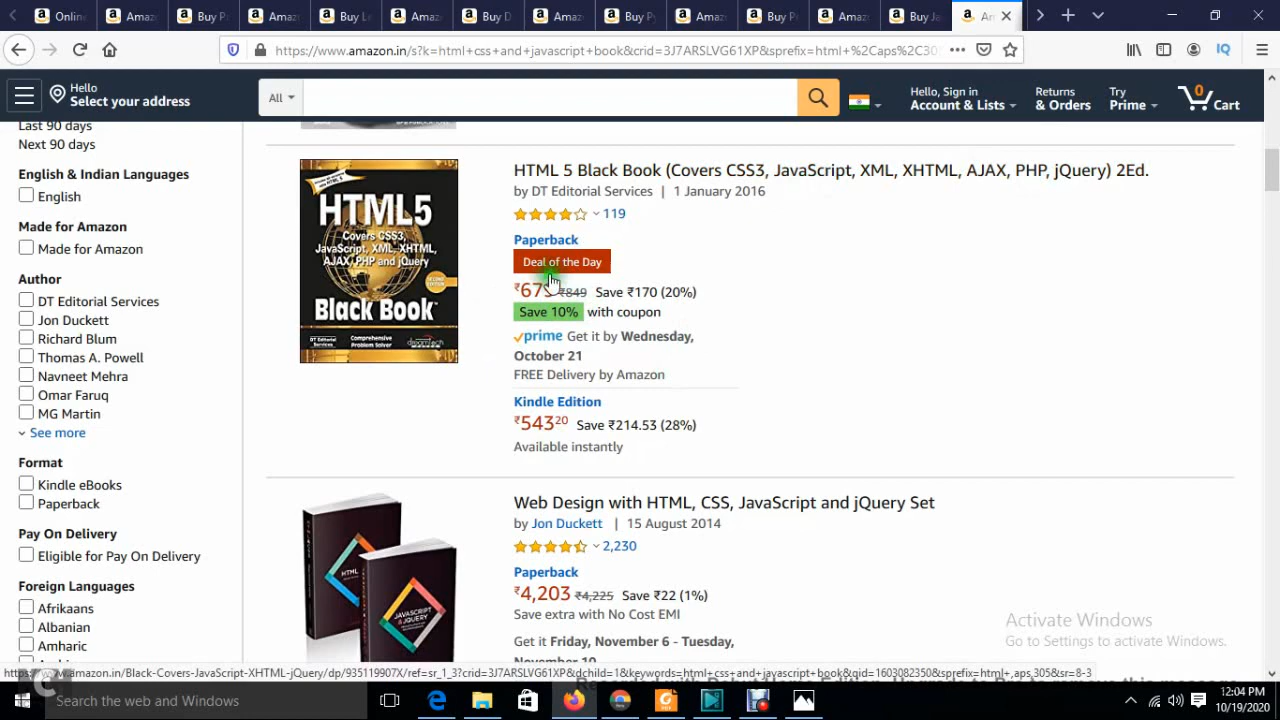 Online
Amaz
Buy P
Amaz
Buy L
Amaz
Buy D
Amaz
Buy Py
Amaz
Buy Pa
Amaz
Buy Ja
https://www.amazon.in/s?k=html+css+and+javascript+book&crid=3J7ARSLVG61XP&sprefix=html+%2Caps%2C30
IQ
Hello
Select your address
All
Hello, Sign in
Account & Lists
Returns
& Orders
Try
Prime
0
Cart
Last 90 days
Next 90 days
English & Indian Languages
English
Made for Amazon
Made for Amazon
Author
DT Editorial Services
Jon Duckett
Richard Blum
Thomas A. Powell
Navneet Mehra
Omar Faruq
MG Martin
See more
Format
Kindle eBooks
Paperback
Pay On Delivery
Eligible for Pay On Delivery
Foreign Languages
Afrikaans
Albanian
Amharic
HTML5
Covers CSS3,
JavaScript, XML, XHTML,
AJAX, PHP and jQuery
Black Book
HTML 5 Black Book (Covers CSS3, JavaScript, XML, XHTML, AJAX, PHP, jQuery) 2Ed.
by DT Editorial Services | 1 January 2016
119
Paperback
Deal of the Day
₹679 ₹849 Save ₹170 (20%)
Save 10% with coupon
prime Get it by Wednesday,
October 21
FREE Delivery by Amazon
Kindle Edition
₹543.20 Save ₹214.53 (28%)
Available instantly
HTML
JAVASCRIPT
&JQUERY
Web Design with HTML, CSS, JavaScript and jQuery Set
by Jon Duckett | 15 August 2014
2,230
Paperback
₹4,203 ₹4,225 Save ₹22 (1%)
Save extra with No Cost EMI
Get it Friday, November 6 - Tuesday,
November 10
Activate Windows
Go to Settings to activate Windows.
Search the web and Windows
12:04 PM
10/19/2020